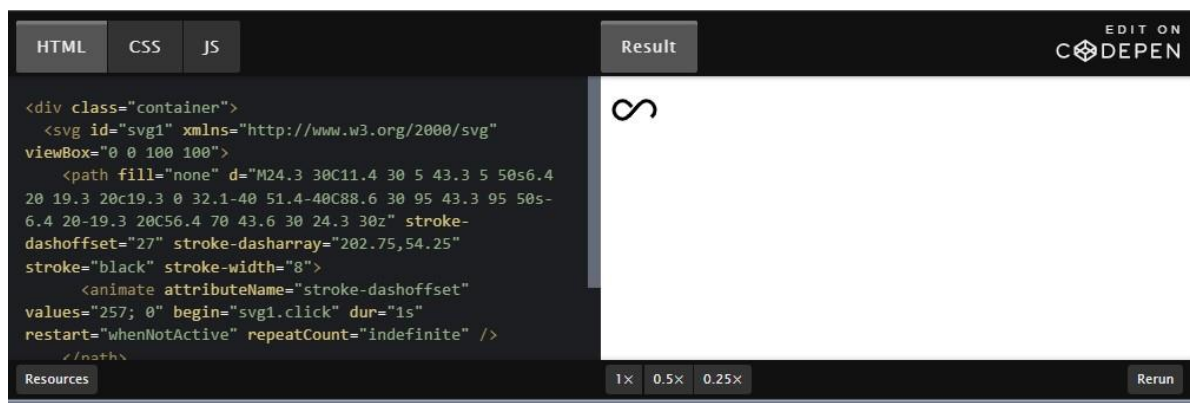 HTML CSS JS
Result
EDIT ON
CODEPEN
<div class="container">
<svg id="svg1" xmlns="http://www.w3.org/2000/svg"
viewBox="0 0 100 100">
<path fill="none" d="M24.3 30C11.4 30 5 43.3 5 50s6.4
20 19.3 20c19.3 0 32.1-40 51.4-40C88.6 30 95 43.3 95 50s-
6.4 20-19.3 20C56.4 70 43.6 30 24.3 30z" stroke-
dashoffset="27" stroke-dasharray="202.75,54.25"
stroke="black" stroke-width="8">
<animate attributeName="stroke-dashoffset"
values="257; 0" begin="svg1.click" dur="1s"
restart="whenNotActive" repeatCount="indefinite" />
</path>
Resources
1× 0.5× 0.25×
Rerun